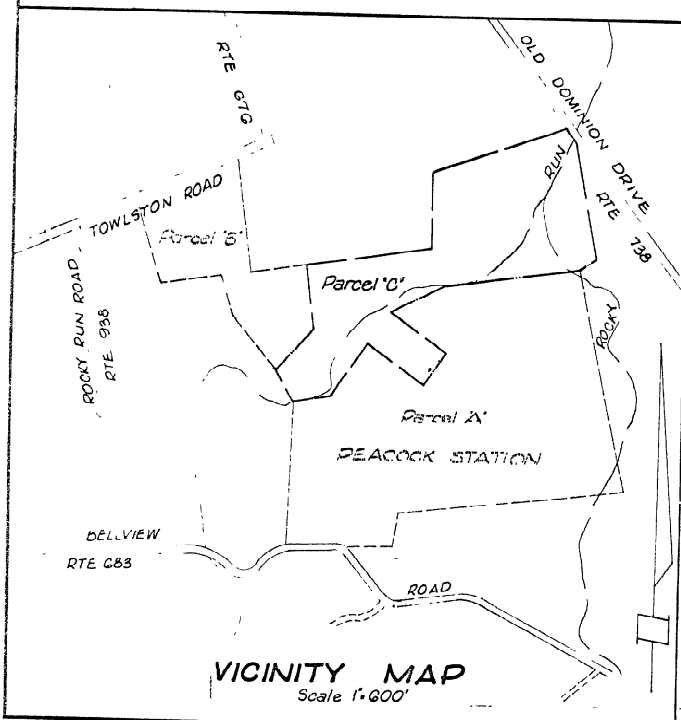 OLD DOMINION DRIVE
RTE 738
RTE 676
TOWLSTON ROAD
RUN
Parcel "B"
Parcel "C"
ROCKY RUN ROAD
RTE 938
ROCKY
Parcel "A"
PEACOCK STATION
BELLVIEW
RTE 683
ROAD
VICINITY MAP
Scale 1"=600'